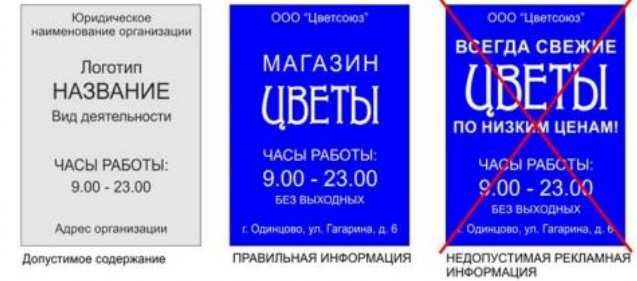 Юридическое
наименование организации
Логотип
НАЗВАНИЕ
Вид деятельности
ЧАСЫ РАБОТЫ:
9.00 - 23.00
Адрес организации
Допустимое содержание
ООО "Цветсоюз"
МАГАЗИН
ЦВЕТЫ
ЧАСЫ РАБОТЫ:
9.00 - 23.00
БЕЗ ВЫХОДНЫХ
г. Одинцово, ул. Гагарина, д. 6
ПРАВИЛЬНАЯ ИНФОРМАЦИЯ
ООО "Цветсоюз"
ВСЕГДА СВЕЖИЕ
ЦВЕТЫ
ПО НИЗКИМ ЦЕНАМ!
ЧАСЫ РАБОТЫ:
9.00 - 23.00
БЕЗ ВЫХОДНЫХ
г. Одинцово, ул. Гагарина, д. 6
НЕДОПУСТИМАЯ РЕКЛАМНАЯ
ИНФОРМАЦИЯ